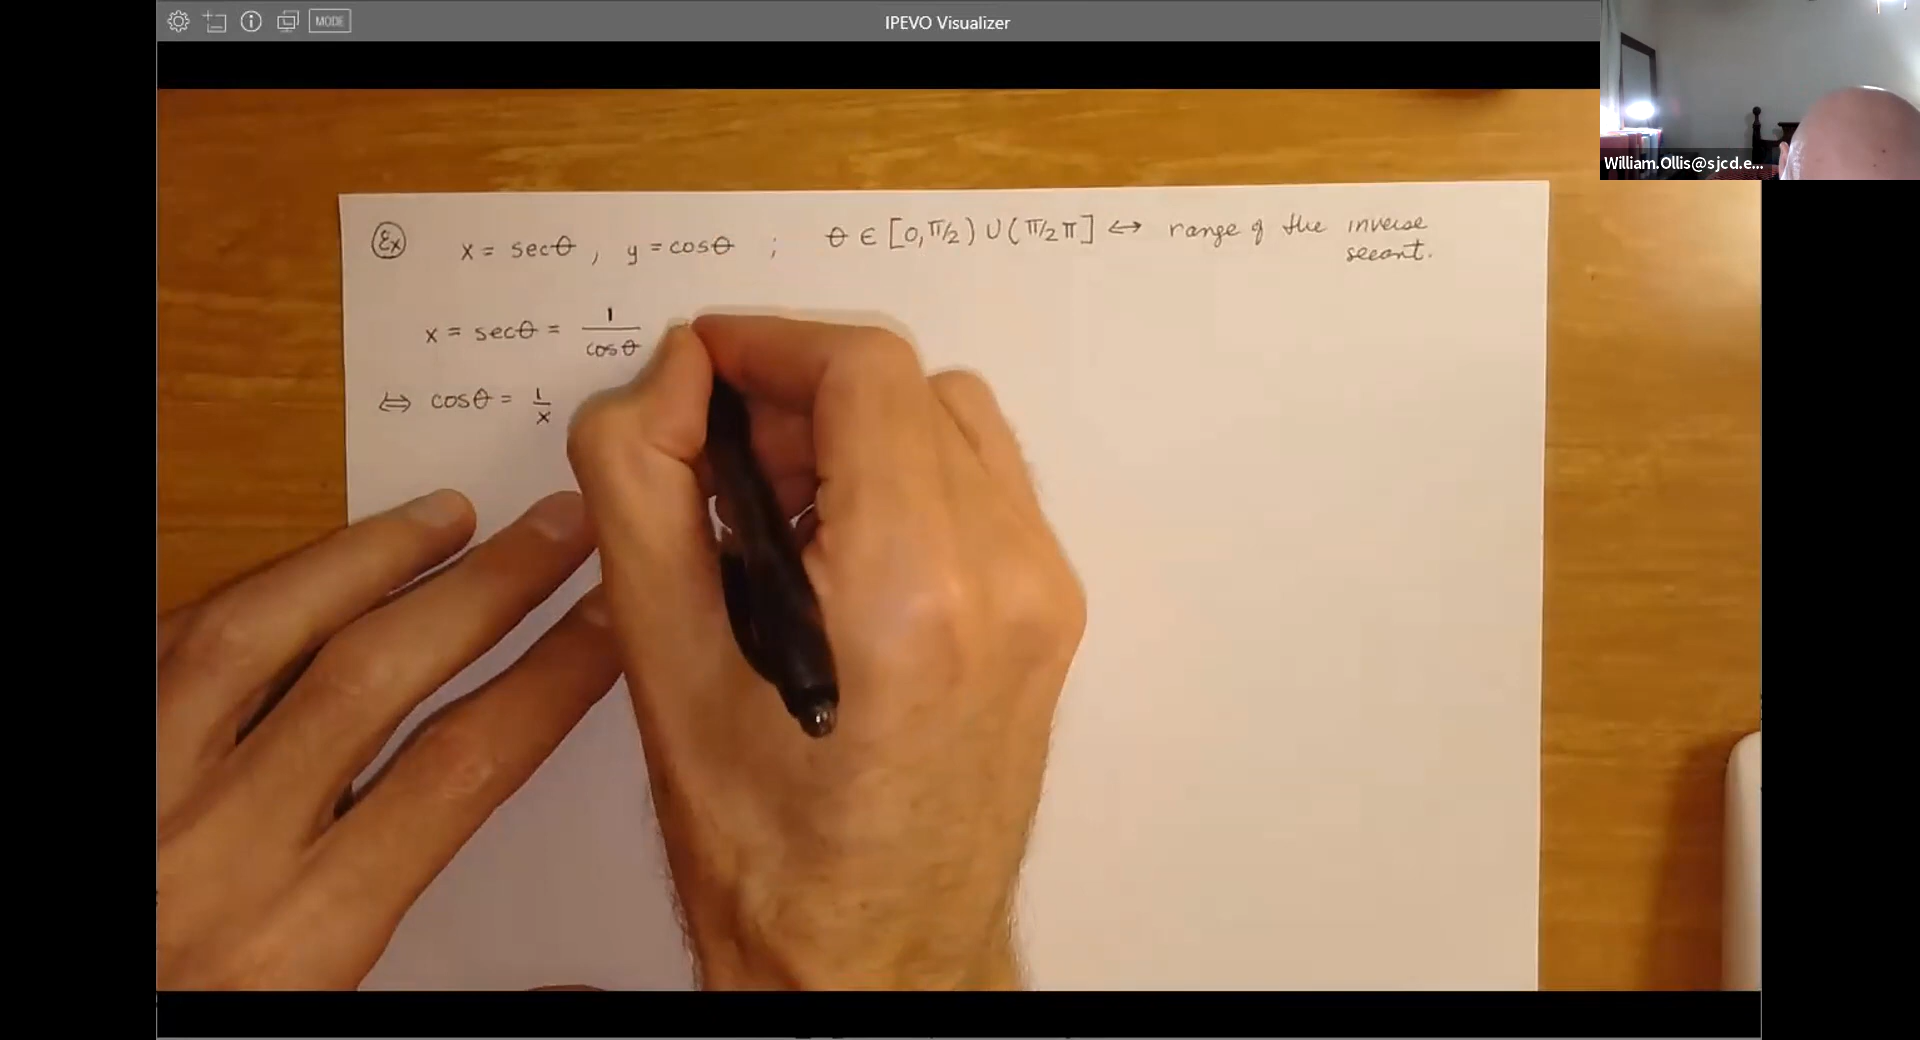 MODE
IPEVO Visualizer
William.Ollis@sjcd.e...
Ex x = secθ , y = cosθ ; θ ∈ [0, π/2) ∪ (π/2 π] ↔ range of the inverse
secant.
x = secθ = 1/cosθ
⇔ cosθ = 1/x